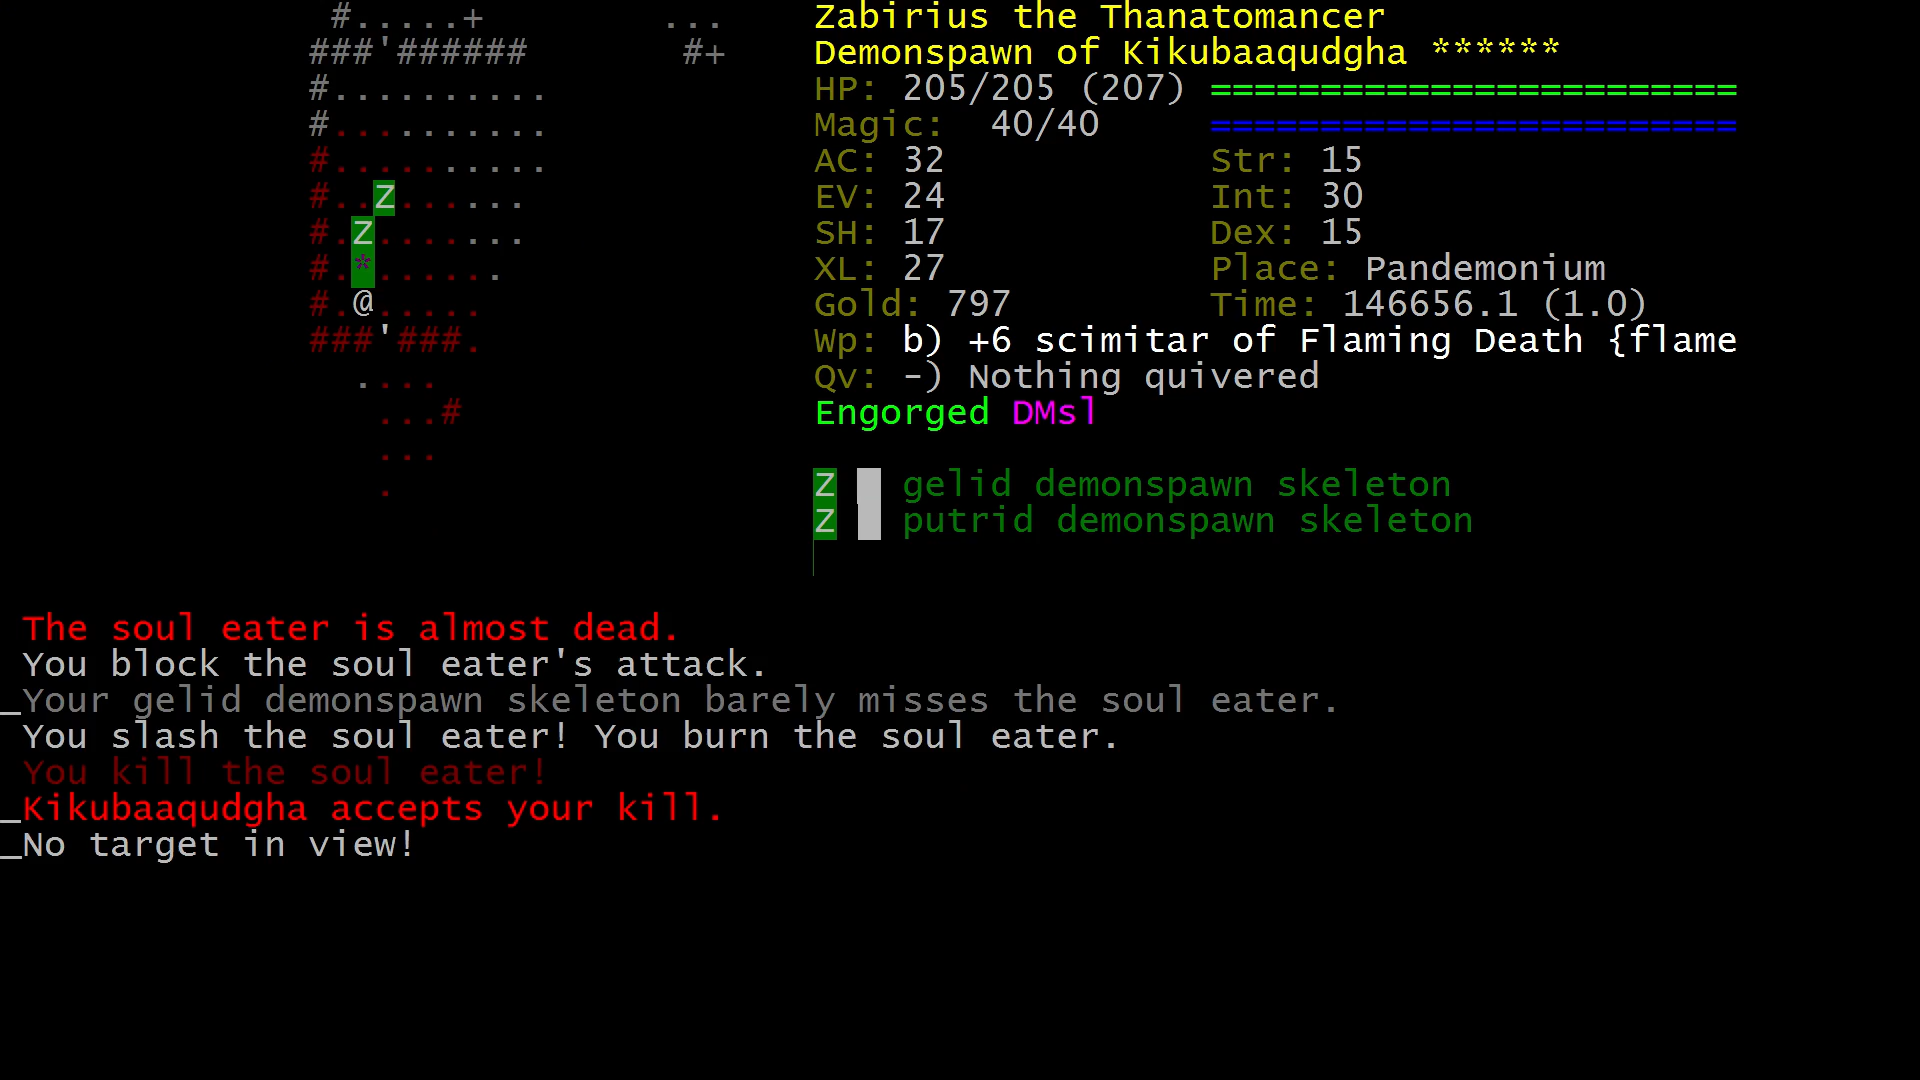 #.....+ ...
###'###### #+
#..........
#..........
#..........
#..Z......
#.Z.......
#.*......
#.@.....
###'###.
....
...#
...
.
Zabirius the Thanatomancer
Demonspawn of Kikubaaqudgha ******
HP: 205/205 (207) ========================
Magic: 40/40 ========================
AC: 32 Str: 15
EV: 24 Int: 30
SH: 17 Dex: 15
XL: 27 Place: Pandemonium
Gold: 797 Time: 146656.1 (1.0)
Wp: b) +6 scimitar of Flaming Death {flame
Qv: -) Nothing quivered
Engorged DMsl
Z gelid demonspawn skeleton
Z putrid demonspawn skeleton
The soul eater is almost dead.
You block the soul eater's attack.
_Your gelid demonspawn skeleton barely misses the soul eater.
You slash the soul eater! You burn the soul eater.
You kill the soul eater!
_Kikubaaqudgha accepts your kill.
_No target in view!